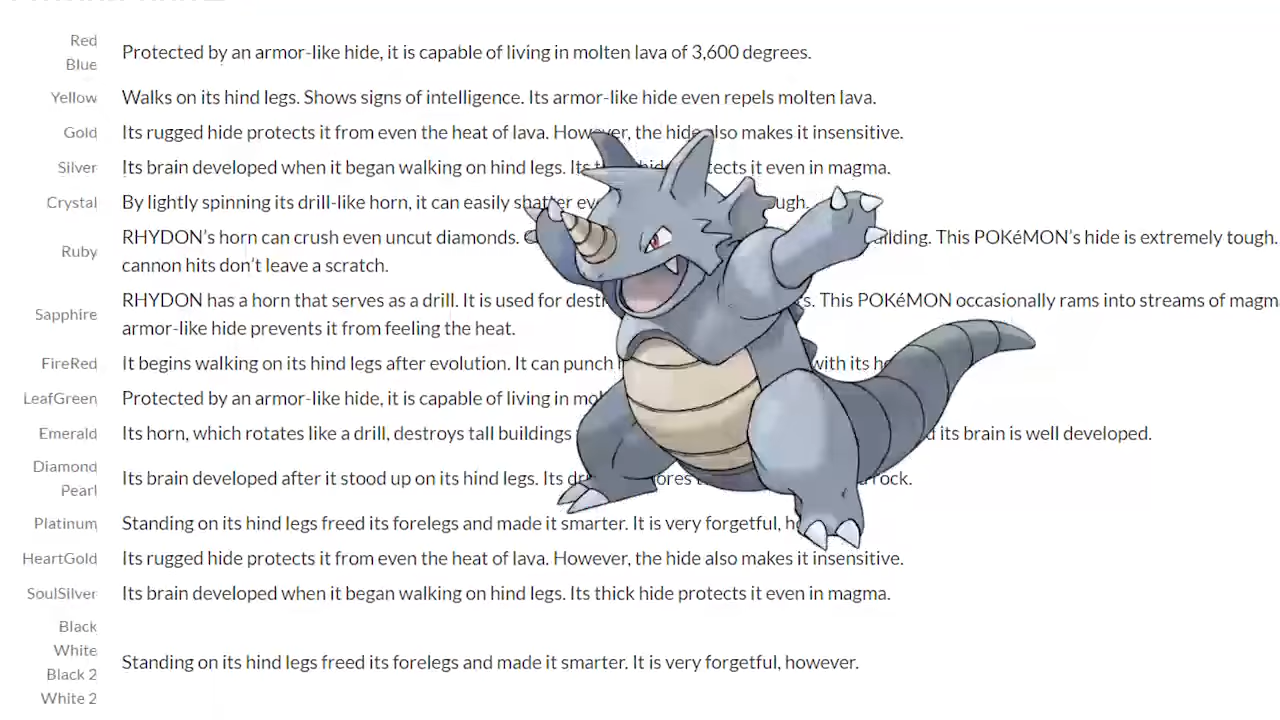 Red
Blue
Protected by an armor-like hide, it is capable of living in molten lava of 3,600 degrees.
Yellow
Walks on its hind legs. Shows signs of intelligence. Its armor-like hide even repels molten lava.
Gold
Its rugged hide protects it from even the heat of lava. However, the hide also makes it insensitive.
Silver
Its brain developed when it began walking on hind legs. Its hide it even in magma.
Crystal
By lightly spinning its drill-like horn, it can easily shatter
Ruby
RHYDON's horn can crush even uncut diamonds. This POKéMON's hide is extremely tough.
cannon hits don't leave a scratch.
Sapphire
RHYDON has a horn that serves as a drill. It is used for This POKéMON occasionally rams into streams of
armor-like hide prevents it from feeling the heat.
FireRed
It begins walking on its hind legs after evolution. It can punch with its
LeafGreen
Protected by an armor-like hide, it is capable of living in
Emerald
Its horn, which rotates like a drill, destroys tall buildings its brain is well developed.
Diamond
Pearl
Its brain developed after it stood up on its hind legs. Its rock.
Platinum
Standing on its hind legs freed its forelegs and made it smarter. It is very forgetful,
HeartGold
Its rugged hide protects it from even the heat of lava. However, the hide also makes it insensitive.
SoulSilver
Its brain developed when it began walking on hind legs. Its thick hide protects it even in magma.
Black
White
Black 2
White 2
Standing on its hind legs freed its forelegs and made it smarter. It is very forgetful, however.